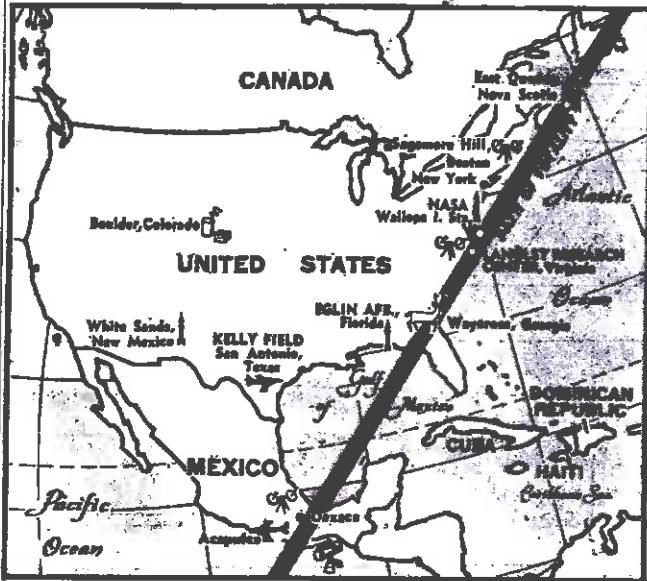 CANADA
East
Nova Scotia
Sagamore Hill,
Boston
New York
NASA
Wallops I. Sta.
Atlantic
Ocean
Boulder, Colorado
UNITED STATES
LANGLEY RESEARCH
Virginia
EGLIN AFB.,
Florida
Waycross, Georgia
White Sands,
New Mexico
KELLY FIELD
San Antonio,
Texas
Gulf
of
Mexico
DOMINICAN
REPUBLIC
CUBA
HAITI
Caribbean Sea
MEXICO
Oaxaca
Acapulco
Pacific
Ocean